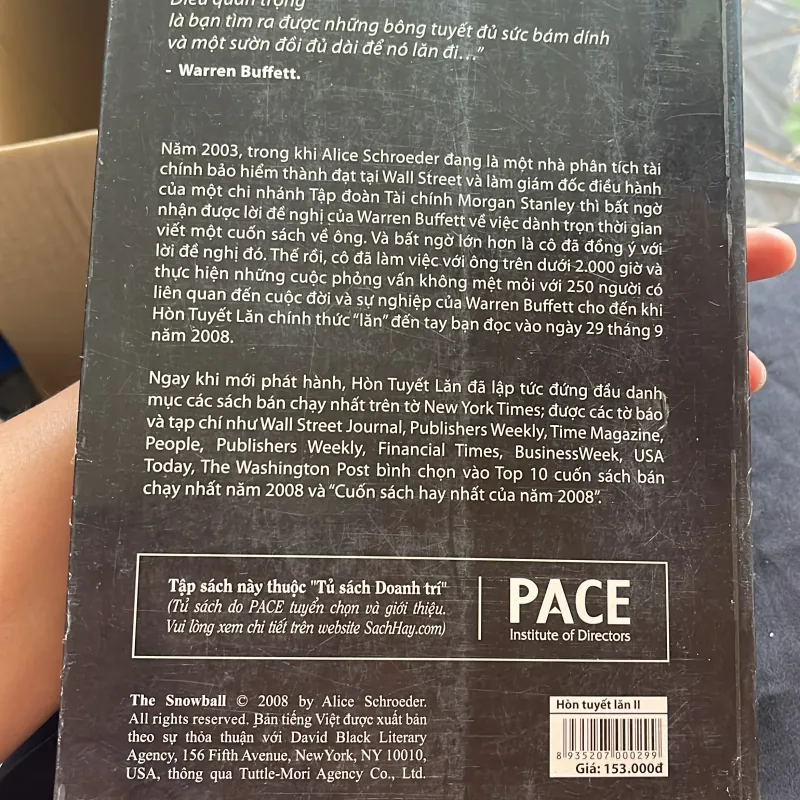 Điều quan trọng
là bạn tìm ra được những bông tuyết đủ sức bám dính
và một sườn đồi đủ dài để nó lăn đi…”
- Warren Buffett.
Năm 2003, trong khi Alice Schroeder đang là một nhà phân tích tài
chính bảo hiểm thành đạt tại Wall Street và làm giám đốc điều hành
của một chi nhánh Tập đoàn Tài chính Morgan Stanley thì bất ngờ
nhận được lời đề nghị của Warren Buffett về việc dành trọn thời gian
viết một cuốn sách về ông. Và bất ngờ lớn hơn là cô đã đồng ý với
lời đề nghị đó. Thế rồi, cô đã làm việc với ông trên dưới 2.000 giờ và
thực hiện những cuộc phỏng vấn không mệt mỏi với 250 người có
liên quan đến cuộc đời và sự nghiệp của Warren Buffett cho đến khi
Hòn Tuyết Lăn chính thức “lăn” đến tay bạn đọc vào ngày 29 tháng 9
năm 2008.
Ngay khi mới phát hành, Hòn Tuyết Lăn đã lập tức đứng đầu danh
mục các sách bán chạy nhất trên tờ New York Times; được các tờ báo
và tạp chí như Wall Street Journal, Publishers Weekly, Time Magazine,
People, Publishers Weekly, Financial Times, BusinessWeek, USA
Today, The Washington Post bình chọn vào Top 10 cuốn sách bán
chạy nhất năm 2008 và “Cuốn sách hay nhất của năm 2008”.
Tập sách này thuộc "Tủ sách Doanh trí"
(Tủ sách do PACE tuyển chọn và giới thiệu.
Vui lòng xem chi tiết trên website SachHay.com)
PACE
Institute of Directors
The Snowball © 2008 by Alice Schroeder.
All rights reserved. Bản tiếng Việt được xuất bản
theo sự thỏa thuận với David Black Literary
Agency, 156 Fifth Avenue, NewYork, NY 10010,
USA, thông qua Tuttle-Mori Agency Co., Ltd.
Hòn tuyết lăn II
8 935207 000299
Giá: 153.000đ